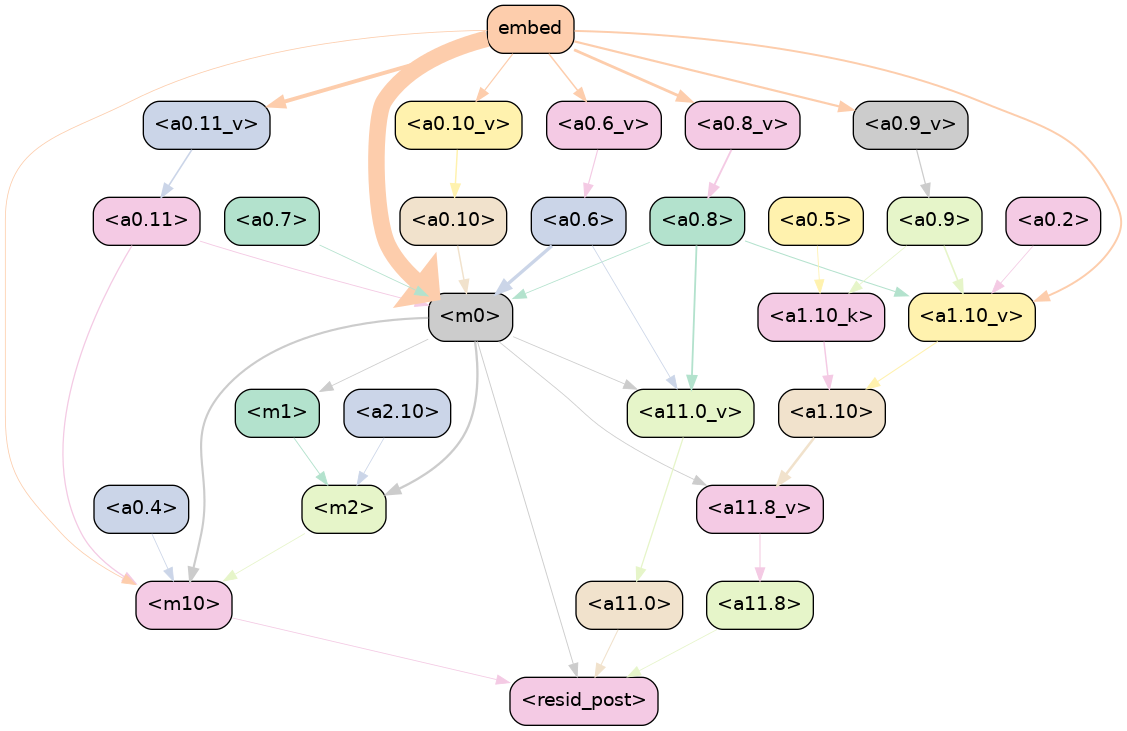 embed
<a0.11_v>
<a0.10_v>
<a0.6_v>
<a0.8_v>
<a0.9_v>
<a0.11>
<a0.7>
<a0.10>
<a0.6>
<a0.8>
<a0.5>
<a0.9>
<a0.2>
<m0>
<a1.10_k>
<a1.10_v>
<m1>
<a2.10>
<a11.0_v>
<a1.10>
<a0.4>
<m2>
<a11.8_v>
<m10>
<a11.0>
<a11.8>
<resid_post>